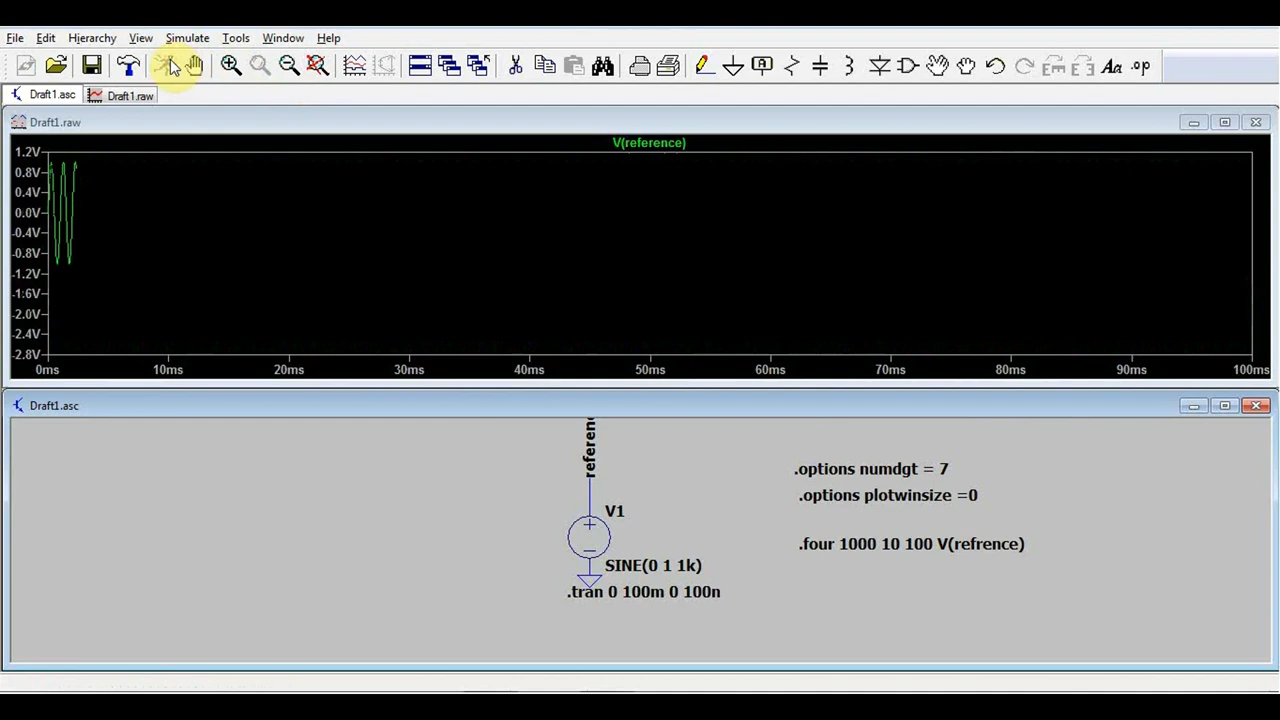 File Edit Hierarchy View Simulate Tools Window Help
Aa .op
Draft1.asc Draft1.raw
Draft1.raw
V(reference)
1.2V
0.8V
0.4V
0.0V
-0.4V
-0.8V
-1.2V
-1.6V
-2.0V
-2.4V
-2.8V
0ms 10ms 20ms 30ms 40ms 50ms 60ms 70ms 80ms 90ms 100ms
Draft1.asc
referen
V1
SINE(0 1 1k)
.tran 0 100m 0 100n
.options numdgt = 7
.options plotwinsize =0
.four 1000 10 100 V(refrence)